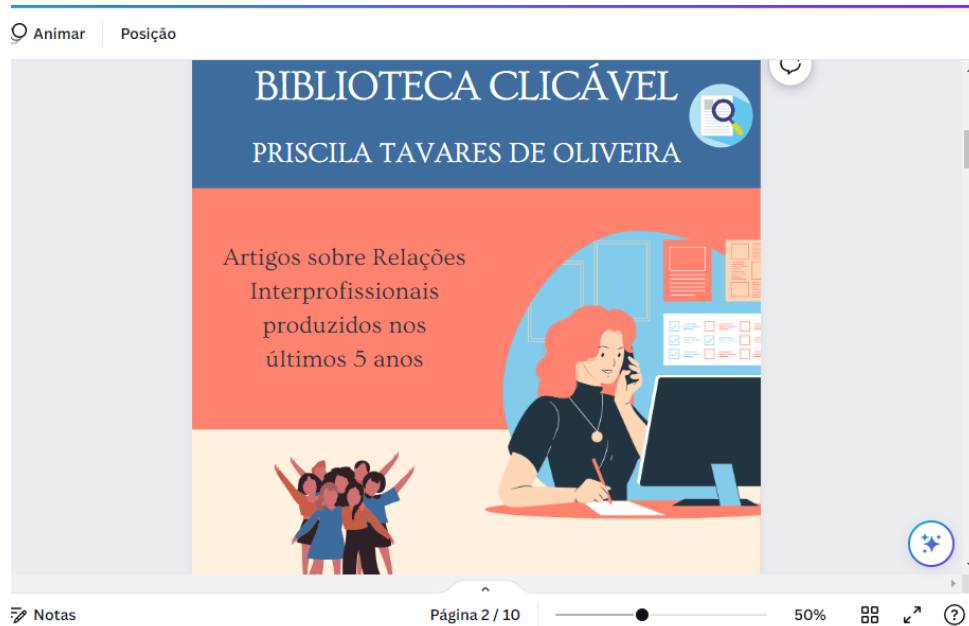 Animar
Posição
BIBLIOTECA CLICÁVEL
PRISCILA TAVARES DE OLIVEIRA
Artigos sobre Relações
Interprofissionais
produzidos nos
últimos 5 anos
Notas
Página 2 / 10
50%